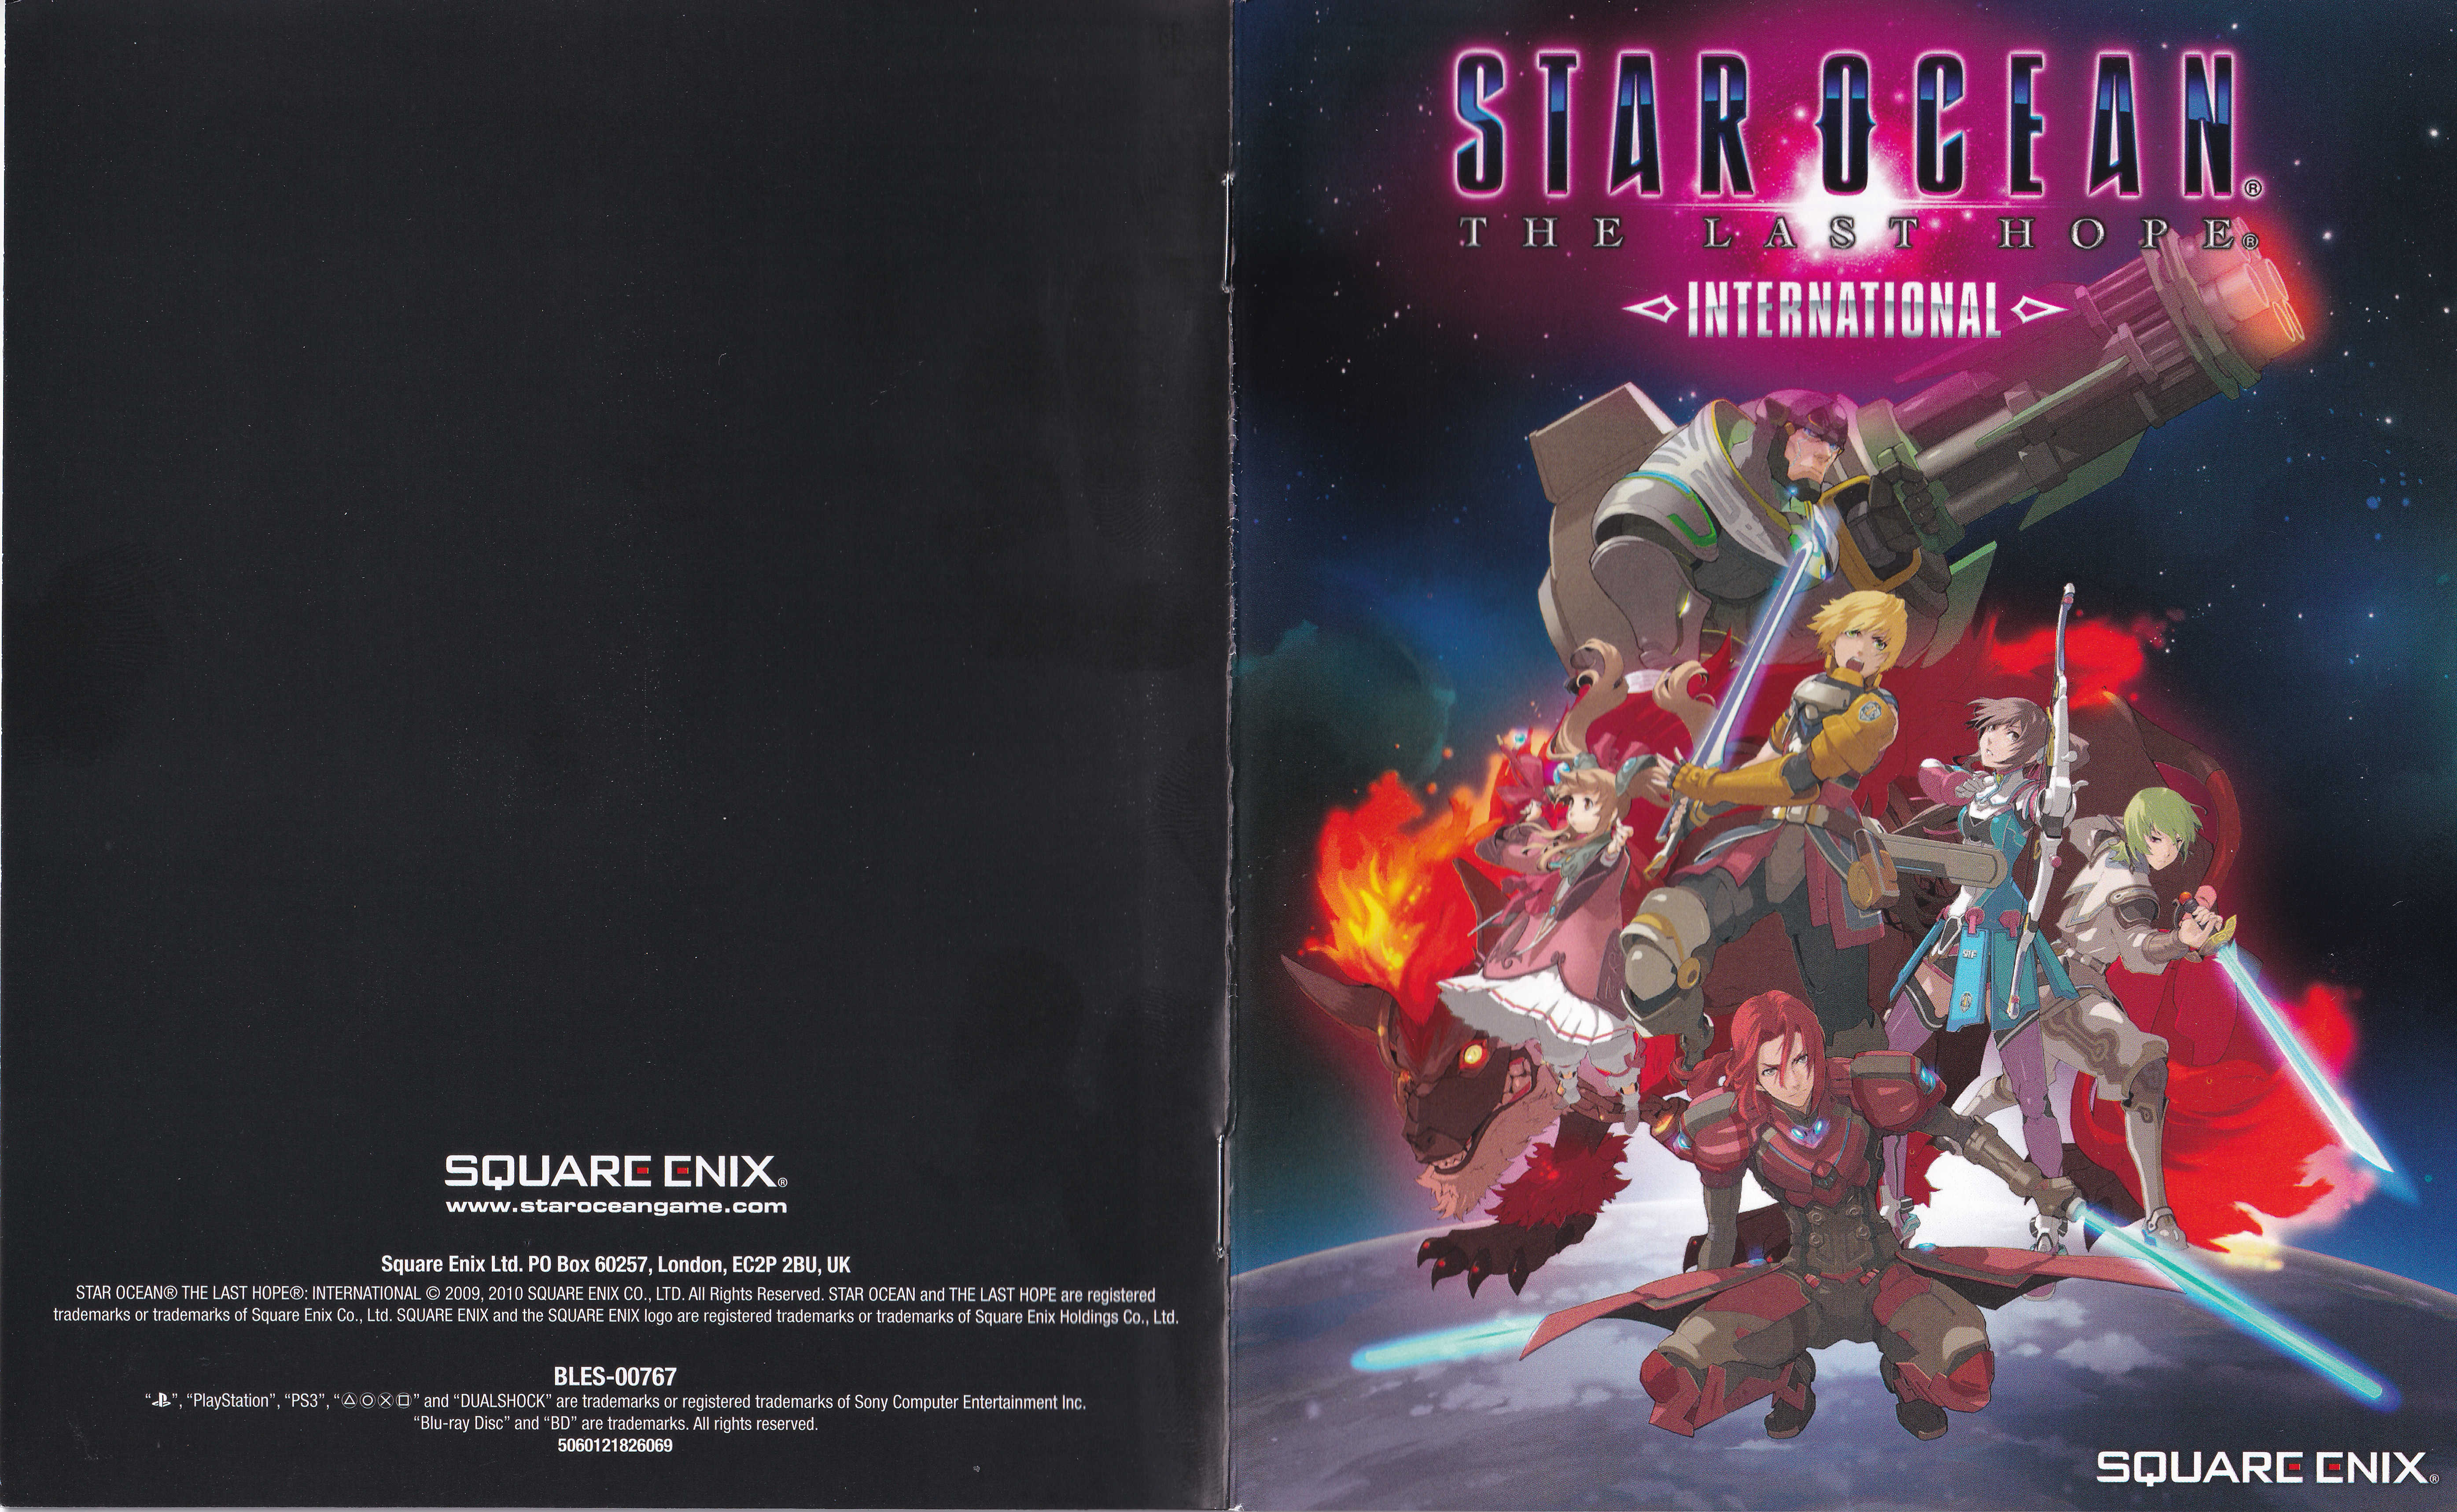 SQUARE ENIX®
www.staroceangame.com
Square Enix Ltd. PO Box 60257, London, EC2P 2BU, UK
STAR OCEAN® THE LAST HOPE®: INTERNATIONAL © 2009, 2010 SQUARE ENIX CO., LTD. All Rights Reserved. STAR OCEAN and THE LAST HOPE are registered
trademarks or trademarks of Square Enix Co., Ltd. SQUARE ENIX and the SQUARE ENIX logo are registered trademarks or trademarks of Square Enix Holdings Co., Ltd.
BLES-00767
“ ”, “PlayStation”, “PS3”, “△○×□” and “DUALSHOCK” are trademarks or registered trademarks of Sony Computer Entertainment Inc.
“Blu-ray Disc” and “BD” are trademarks. All rights reserved.
5060121826069
STAR OCEAN®
THE LAST HOPE®
INTERNATIONAL
SQUARE ENIX®